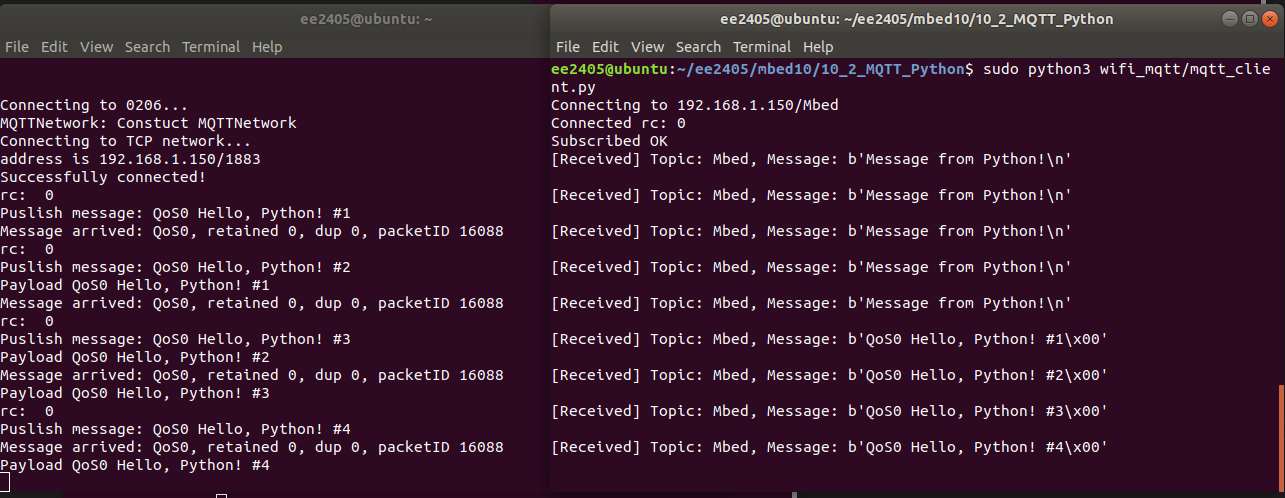 ee2405@ubuntu: ~
File Edit View Search Terminal Help
Connecting to 0206...
MQTTNetwork: Constuct MQTTNetwork
Connecting to TCP network...
address is 192.168.1.150/1883
Successfully connected!
rc:  0
Puslish message: QoS0 Hello, Python! #1
Message arrived: QoS0, retained 0, dup 0, packetID 16088
rc:  0
Puslish message: QoS0 Hello, Python! #2
Payload QoS0 Hello, Python! #1
Message arrived: QoS0, retained 0, dup 0, packetID 16088
rc:  0
Puslish message: QoS0 Hello, Python! #3
Payload QoS0 Hello, Python! #2
Message arrived: QoS0, retained 0, dup 0, packetID 16088
Payload QoS0 Hello, Python! #3
rc:  0
Puslish message: QoS0 Hello, Python! #4
Message arrived: QoS0, retained 0, dup 0, packetID 16088
Payload QoS0 Hello, Python! #4
ee2405@ubuntu: ~/ee2405/mbed10/10_2_MQTT_Python
File Edit View Search Terminal Help
ee2405@ubuntu:~/ee2405/mbed10/10_2_MQTT_Python$ sudo python3 wifi_mqtt/mqtt_clie
nt.py
Connecting to 192.168.1.150/Mbed
Connected rc: 0
Subscribed OK
[Received] Topic: Mbed, Message: b'Message from Python!\n'
[Received] Topic: Mbed, Message: b'Message from Python!\n'
[Received] Topic: Mbed, Message: b'Message from Python!\n'
[Received] Topic: Mbed, Message: b'Message from Python!\n'
[Received] Topic: Mbed, Message: b'Message from Python!\n'
[Received] Topic: Mbed, Message: b'QoS0 Hello, Python! #1\x00'
[Received] Topic: Mbed, Message: b'QoS0 Hello, Python! #2\x00'
[Received] Topic: Mbed, Message: b'QoS0 Hello, Python! #3\x00'
[Received] Topic: Mbed, Message: b'QoS0 Hello, Python! #4\x00'